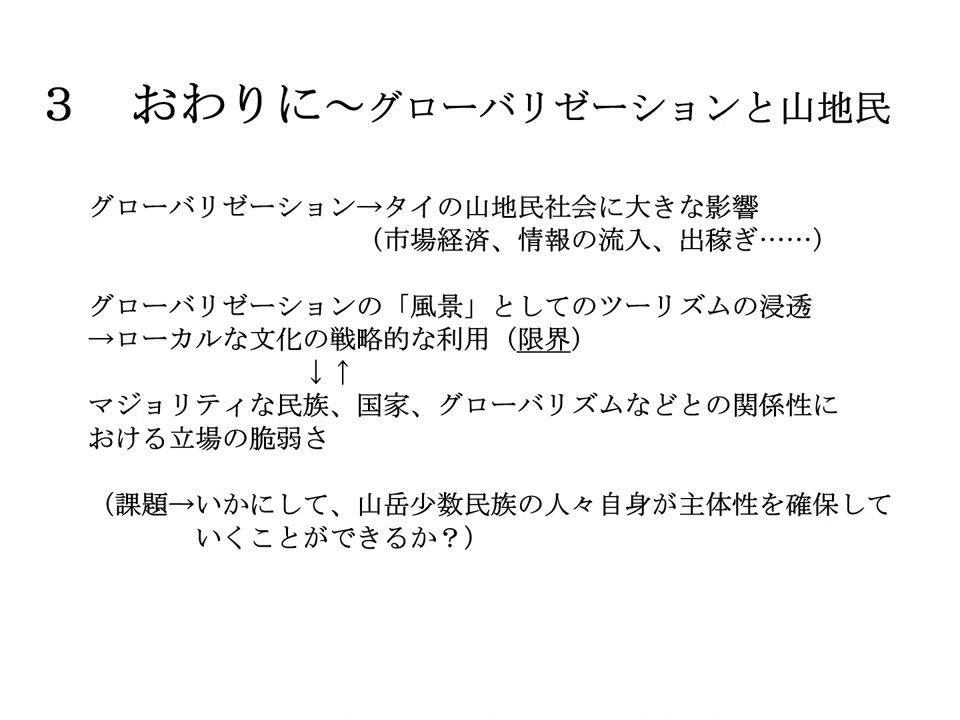 ３　おわりに～グローバリゼーションと山地民
グローバリゼーション→タイの山地民社会に大きな影響
（市場経済、情報の流入、出稼ぎ……）
グローバリゼーションの「風景」としてのツーリズムの浸透
→ローカルな文化の戦略的な利用（限界）
↓↑
マジョリティな民族、国家、グローバリズムなどとの関係性に
おける立場の脆弱さ
（課題→いかにして、山岳少数民族の人々自身が主体性を確保して
いくことができるか？）